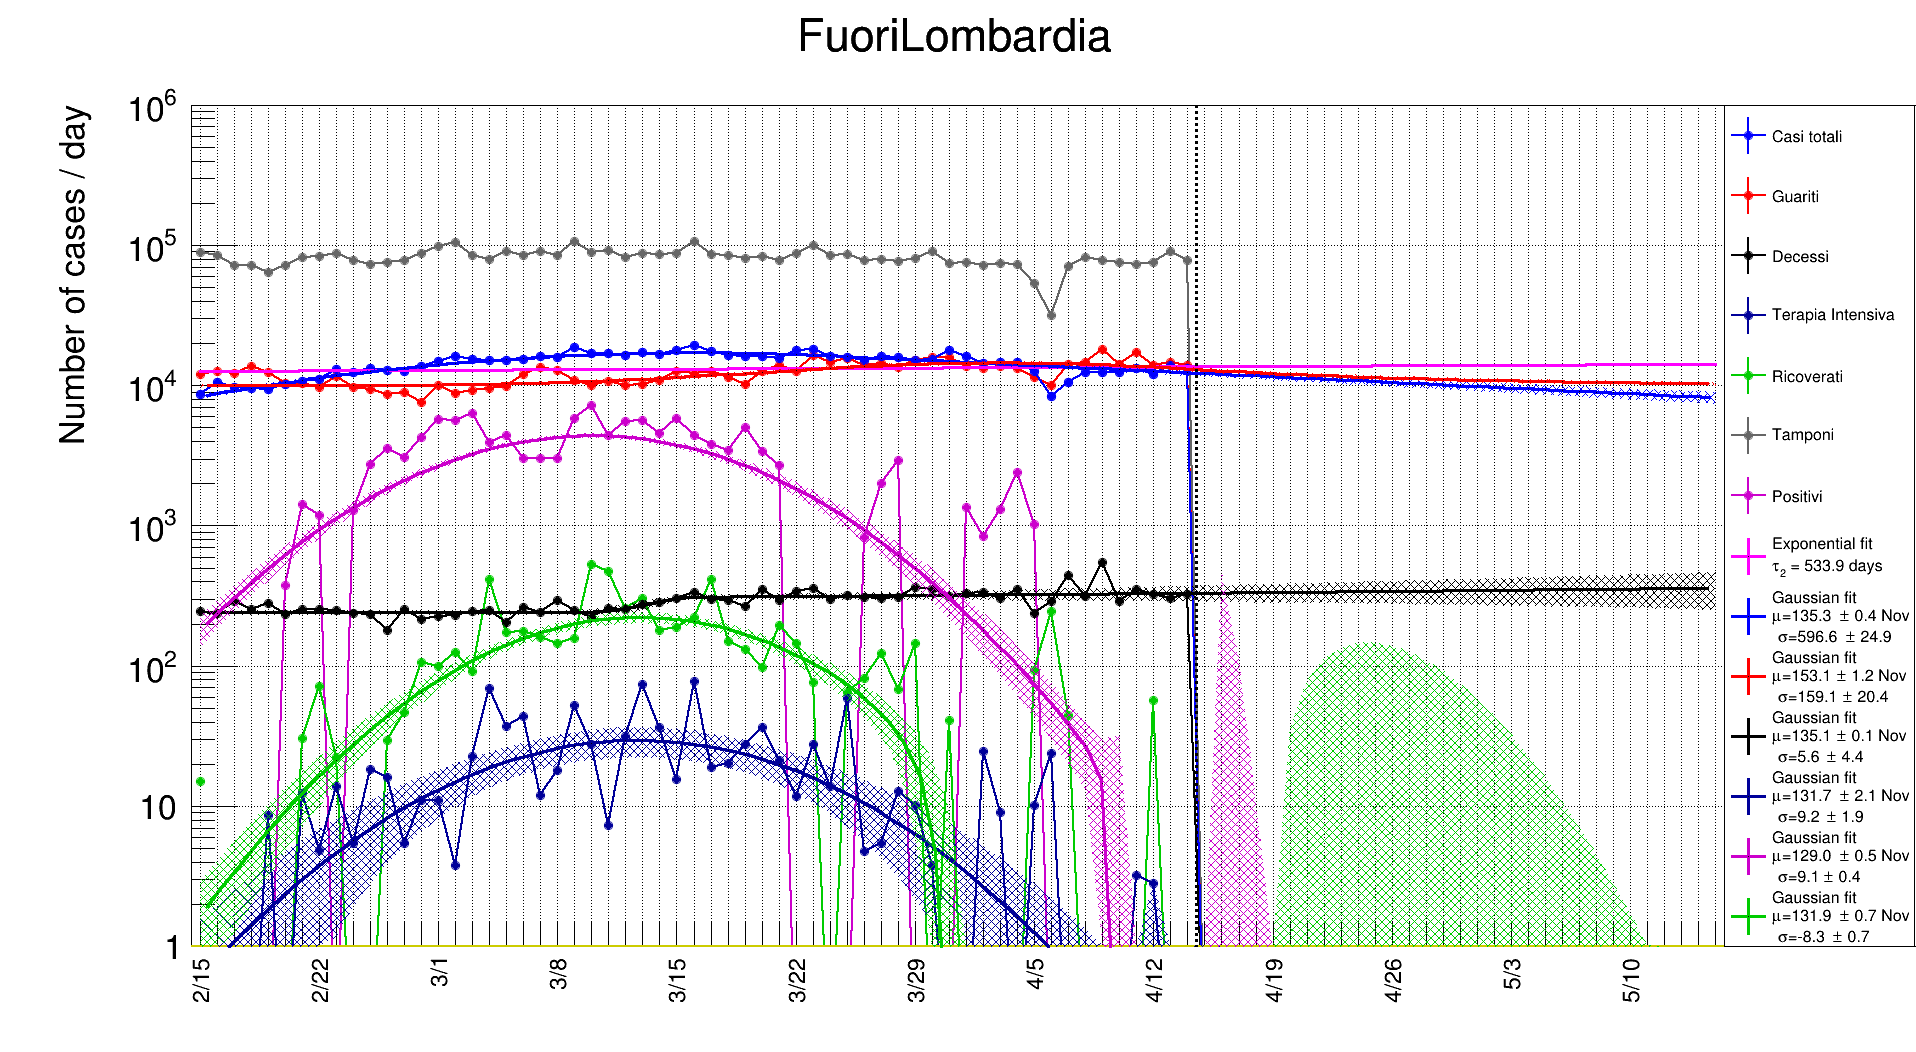 FuoriLombardia
Number of cases / day
10^6
10^5
10^4
10^3
10^2
10
1
2/15
2/22
3/1
3/8
3/15
3/22
3/29
4/5
4/12
4/19
4/26
5/3
5/10
Casi totali
Guariti
Decessi
Terapia Intensiva
Ricoverati
Tamponi
Positivi
Exponential fit
τ₂ = 533.9 days
Gaussian fit
μ=135.3 ± 0.4 Nov
σ=596.6 ± 24.9
Gaussian fit
μ=153.1 ± 1.2 Nov
σ=159.1 ± 20.4
Gaussian fit
μ=135.1 ± 0.1 Nov
σ=5.6 ± 4.4
Gaussian fit
μ=131.7 ± 2.1 Nov
σ=9.2 ± 1.9
Gaussian fit
μ=129.0 ± 0.5 Nov
σ=9.1 ± 0.4
Gaussian fit
μ=131.9 ± 0.7 Nov
σ=-8.3 ± 0.7